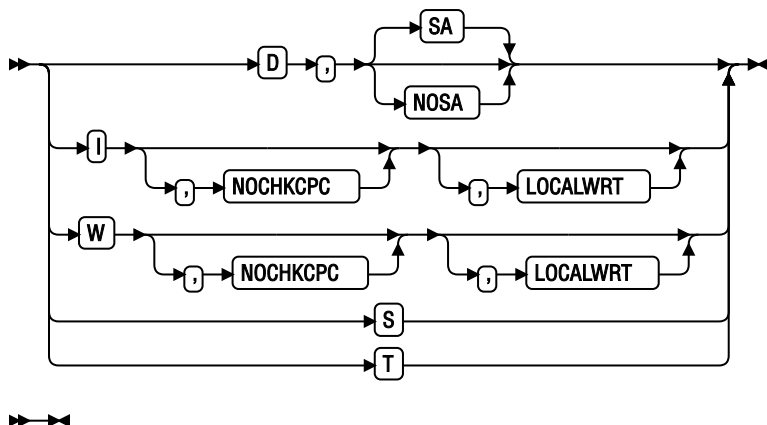 SA
D ,
NOSA
I , NOCHKCPC , LOCALWRT
W , NOCHKCPC , LOCALWRT
S
T